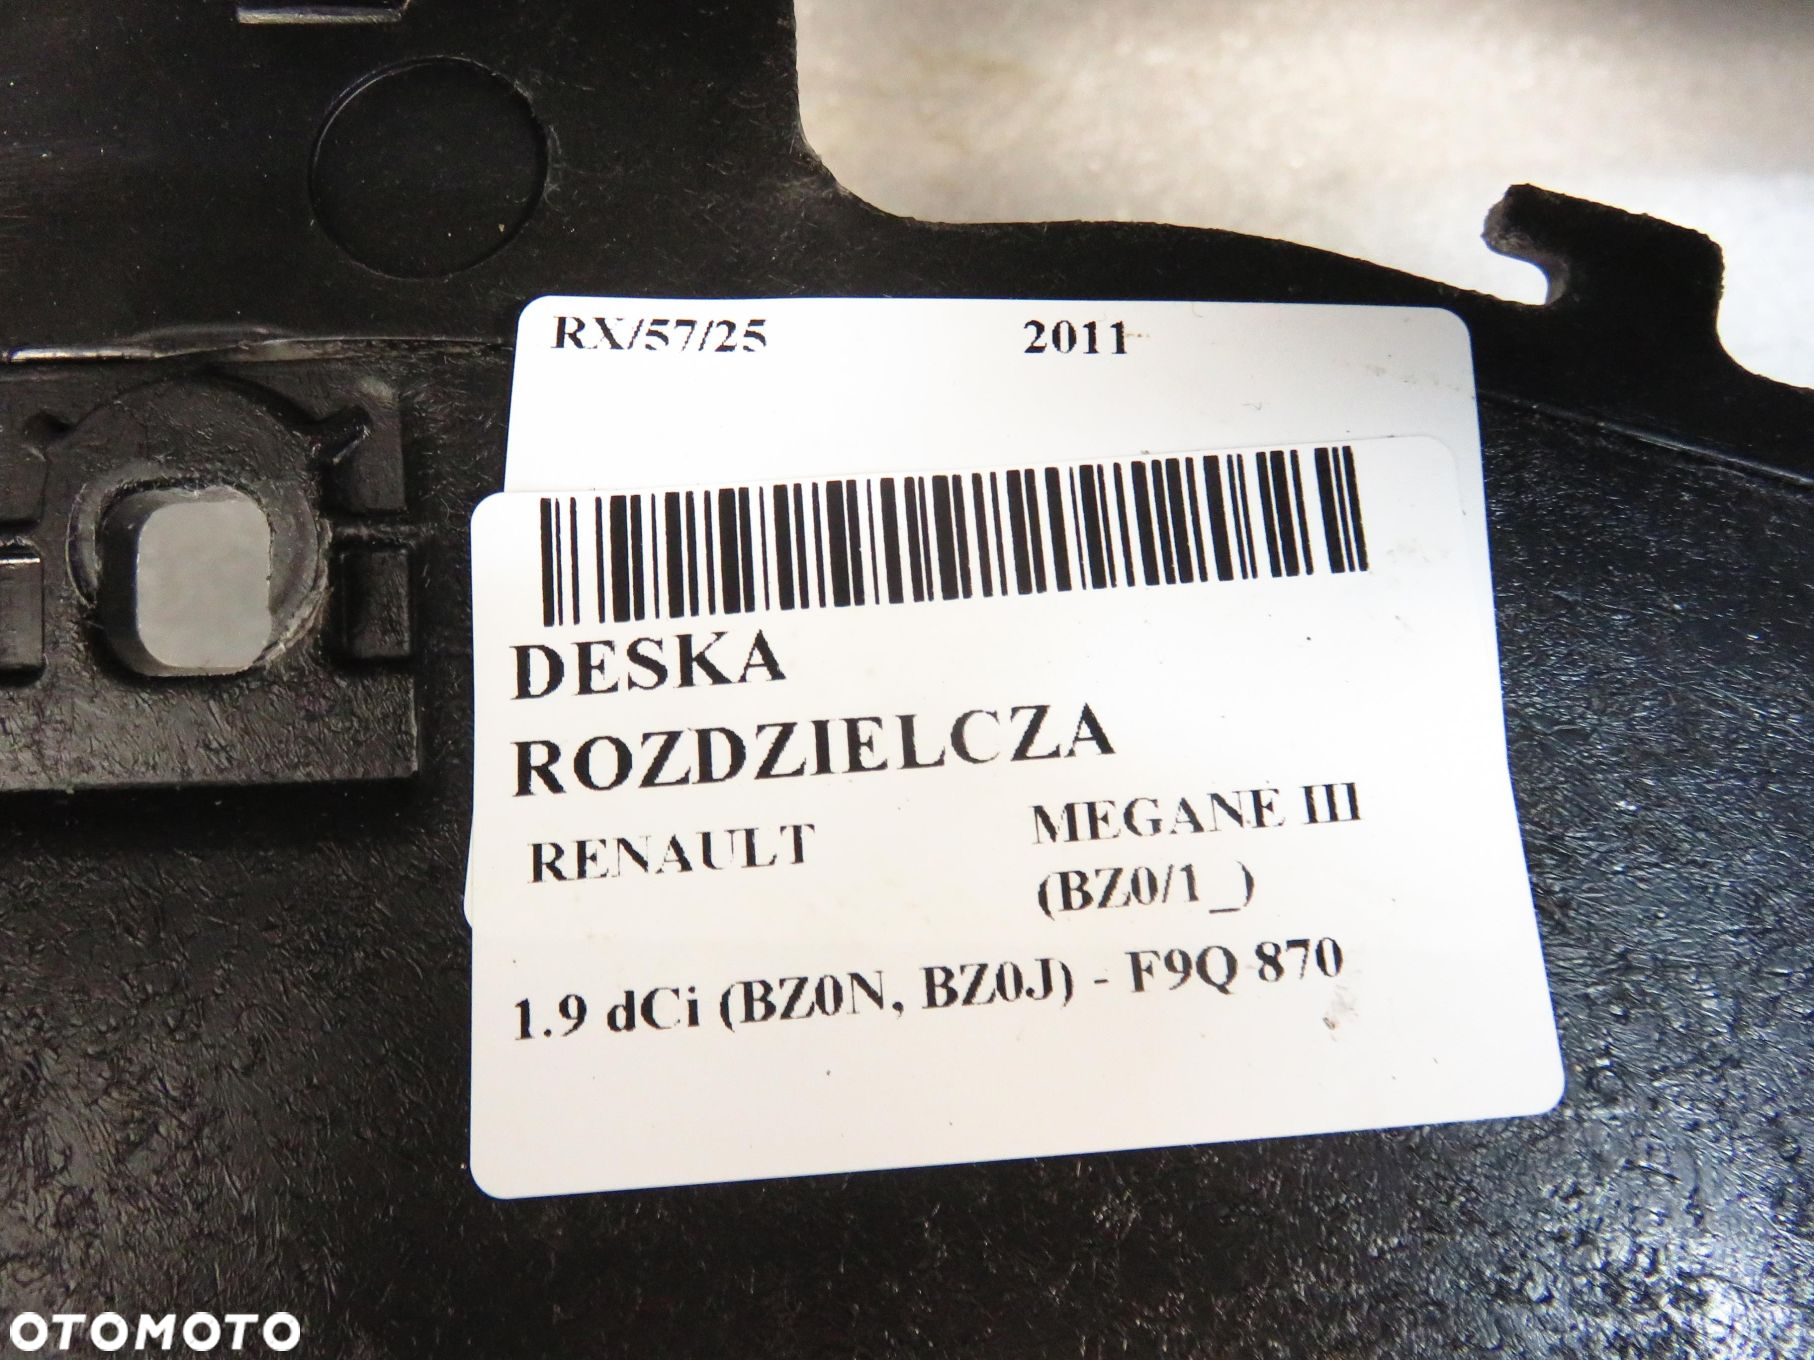 RX/57/25 2011
DESKA
ROZDZIELCZA
RENAULT MEGANE III
(BZ0/1_)
1.9 dCi (BZ0N, BZ0J) - F9Q 870
OTOMOTO